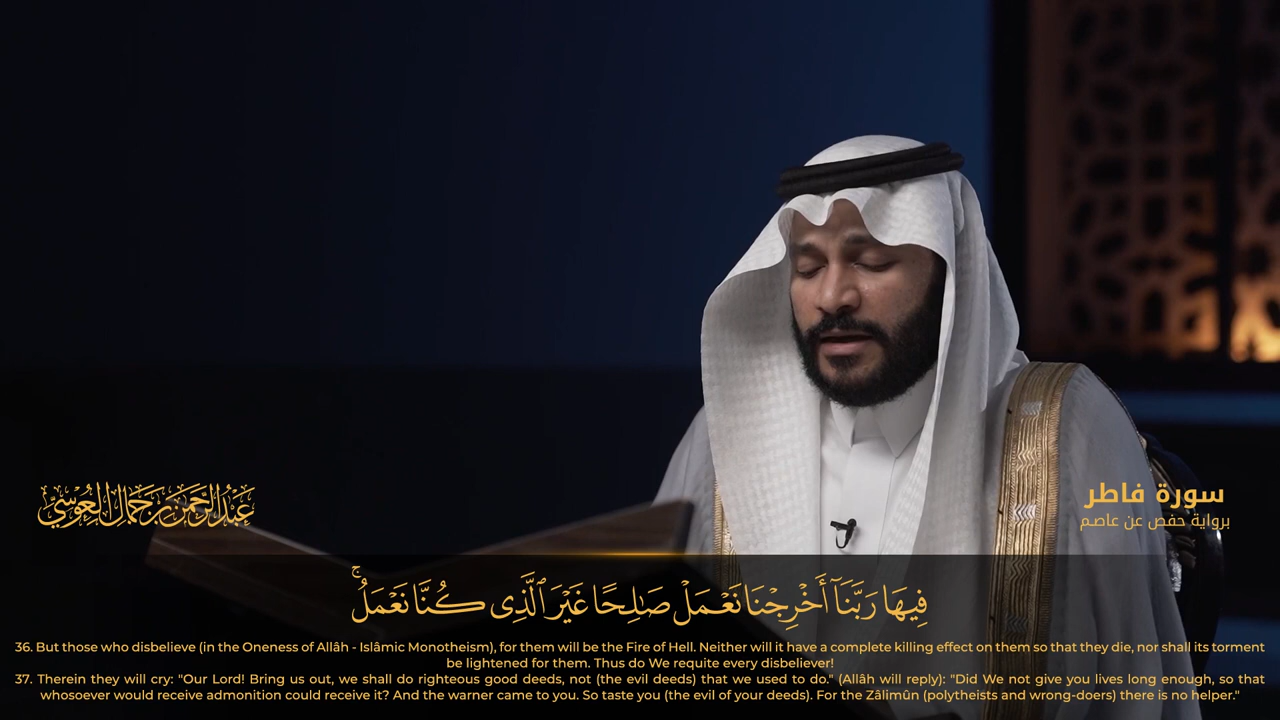 عبد الرحمن بن جمال العوسي
سورة فاطر
برواية حفص عن عاصم
فِيهَا رَبَّنَآ أَخْرِجْنَا نَعْمَلْ صَٰلِحًا غَيْرَ ٱلَّذِى كُنَّا نَعْمَلُ ۚ
36. But those who disbelieve (in the Oneness of Allâh - Islâmic Monotheism), for them will be the Fire of Hell. Neither will it have a complete killing effect on them so that they die, nor shall its torment
be lightened for them. Thus do We requite every disbeliever!
37. Therein they will cry: "Our Lord! Bring us out, we shall do righteous good deeds, not (the evil deeds) that we used to do." (Allâh will reply): "Did We not give you lives long enough, so that
whosoever would receive admonition could receive it? And the warner came to you. So taste you (the evil of your deeds). For the Zâlimûn (polytheists and wrong-doers) there is no helper."